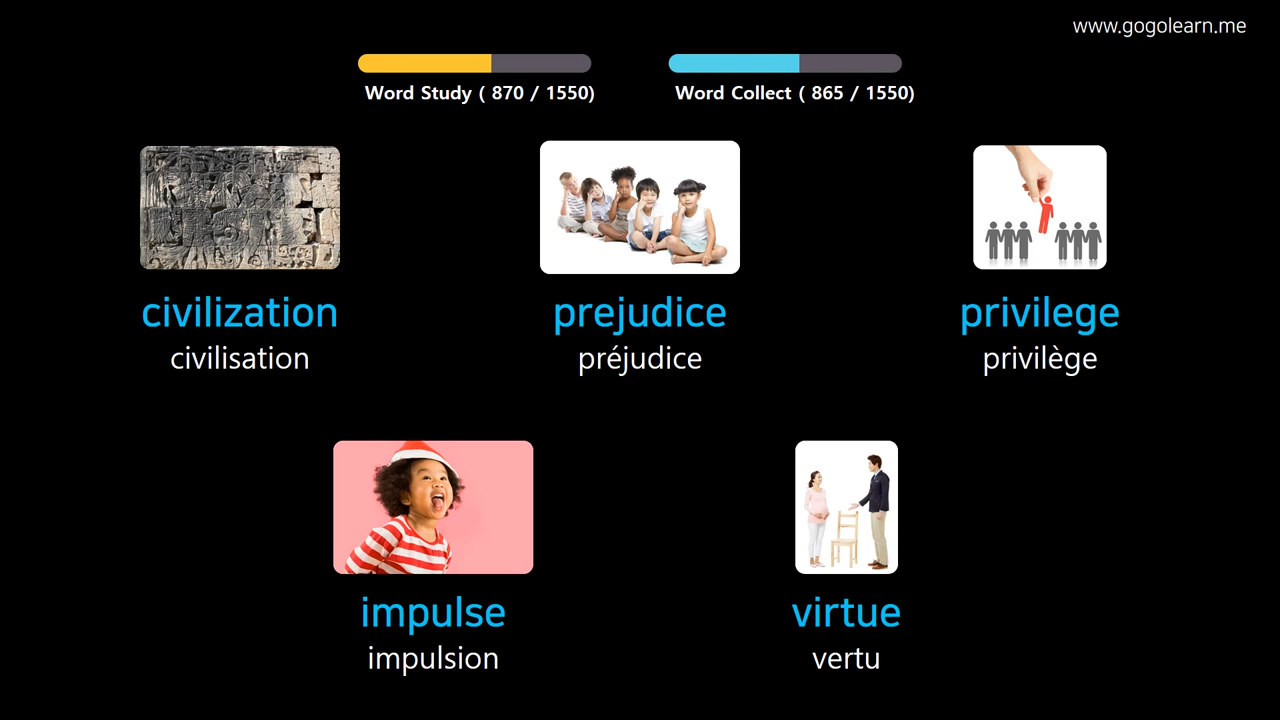 www.gogolearn.me
Word Study ( 870 / 1550)
Word Collect ( 865 / 1550)
civilization
civilisation
prejudice
préjudice
privilege
privilège
impulse
impulsion
virtue
vertu